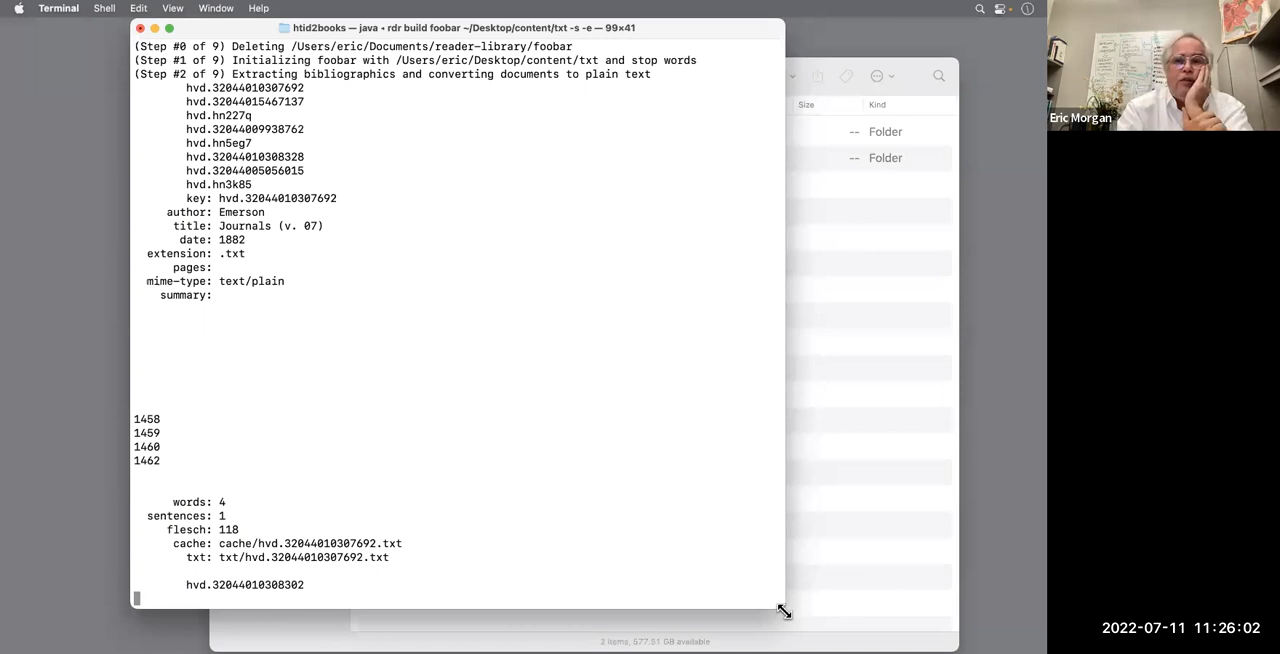 Terminal Shell Edit View Window Help
htid2books — java • rdr build foobar ~/Desktop/content/txt -s -e — 99×41
(Step #0 of 9) Deleting /Users/eric/Documents/reader-library/foobar
(Step #1 of 9) Initializing foobar with /Users/eric/Desktop/content/txt and stop words
(Step #2 of 9) Extracting bibliographics and converting documents to plain text
hvd.32044010307692
hvd.32044015467137
hvd.hn227q
hvd.32044009938762
hvd.hn5eg7
hvd.32044010308328
hvd.32044005056015
hvd.hn3k85
key: hvd.32044010307692
author: Emerson
title: Journals (v. 07)
date: 1882
extension: .txt
pages:
mime-type: text/plain
summary:
1458
1459
1460
1462
words: 4
sentences: 1
flesch: 118
cache: cache/hvd.32044010307692.txt
txt: txt/hvd.32044010307692.txt
hvd.32044010308302
Size Kind
-- Folder
-- Folder
2 items, 577.51 GB available
Eric Morgan
2022-07-11 11:26:02